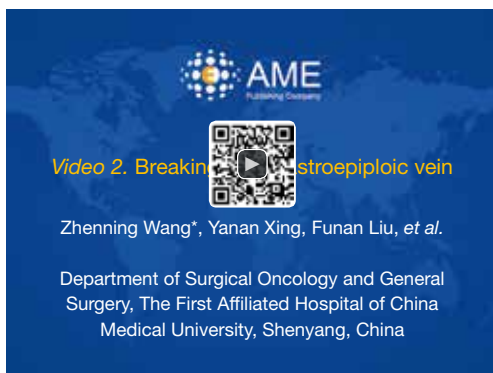 AME
Publishing Company
Video 2. Breaking stroepiploic vein
Zhenning Wang*, Yanan Xing, Funan Liu, et al.
Department of Surgical Oncology and General
Surgery, The First Affiliated Hospital of China
Medical University, Shenyang, China